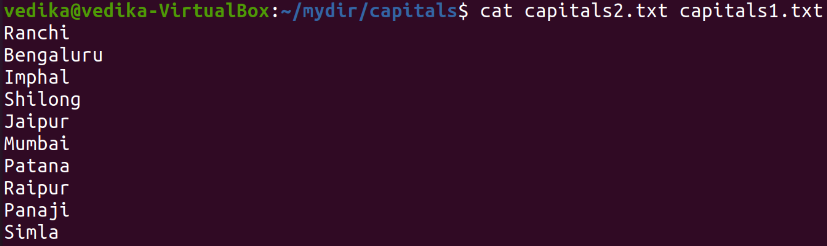 vedika@vedika-VirtualBox:~/mydir/capitals$ cat capitals2.txt capitals1.txt
Ranchi
Bengaluru
Imphal
Shilong
Jaipur
Mumbai
Patana
Raipur
Panaji
Simla